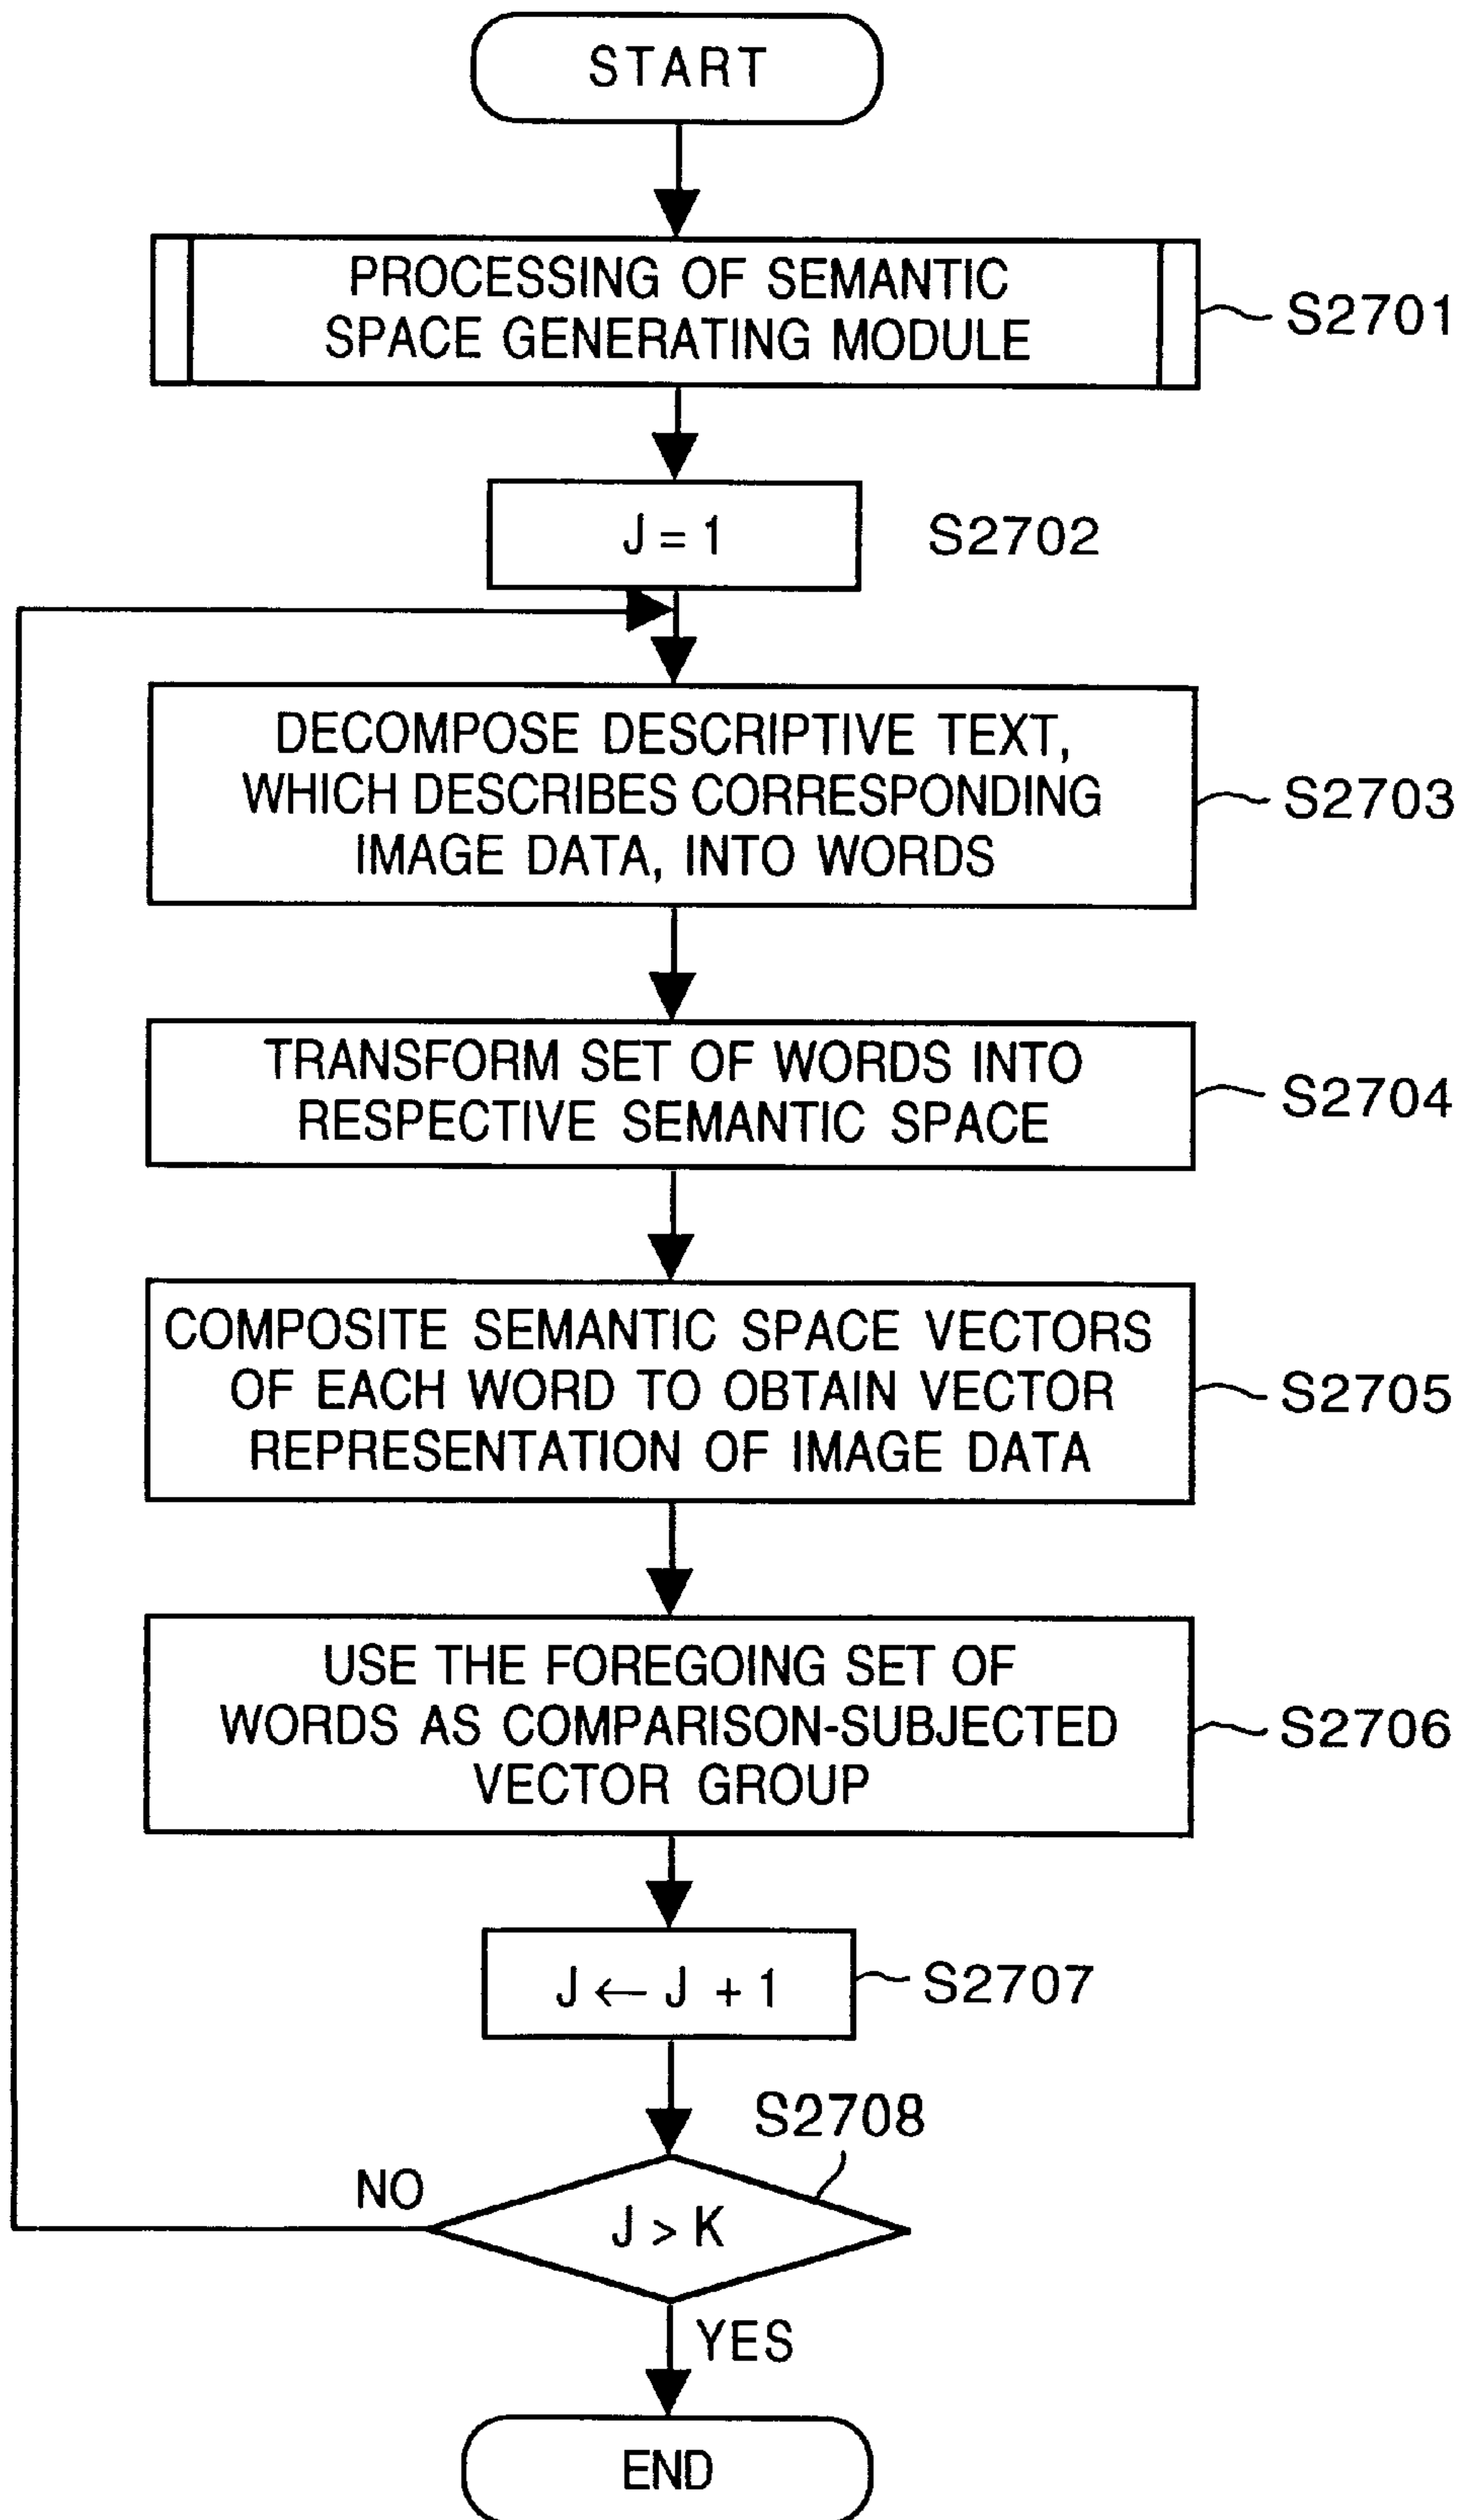 START
PROCESSING OF SEMANTIC
SPACE GENERATING MODULE
S2701
J = 1
S2702
DECOMPOSE DESCRIPTIVE TEXT,
WHICH DESCRIBES CORRESPONDING
IMAGE DATA, INTO WORDS
S2703
TRANSFORM SET OF WORDS INTO
RESPECTIVE SEMANTIC SPACE
S2704
COMPOSITE SEMANTIC SPACE VECTORS
OF EACH WORD TO OBTAIN VECTOR
REPRESENTATION OF IMAGE DATA
S2705
USE THE FOREGOING SET OF
WORDS AS COMPARISON-SUBJECTED
VECTOR GROUP
S2706
J ← J + 1
S2707
S2708
NO
J > K
YES
END